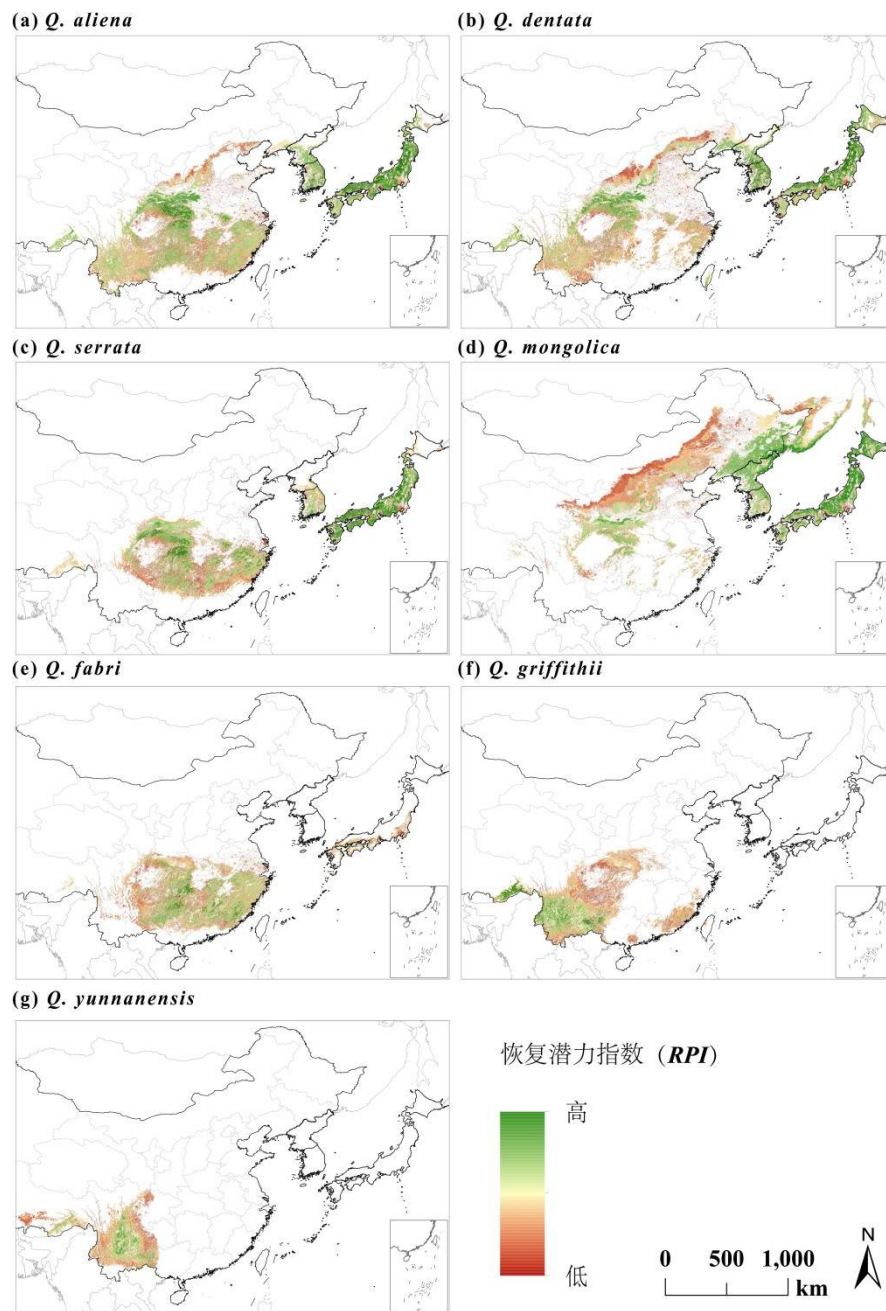 (a) Q. aliena
(b) Q. dentata
(c) Q. serrata
(d) Q. mongolica
(e) Q. fabri
(f) Q. griffithii
(g) Q. yunnanensis
恢复潜力指数（RPI）
高
低
0 500 1,000
km
N